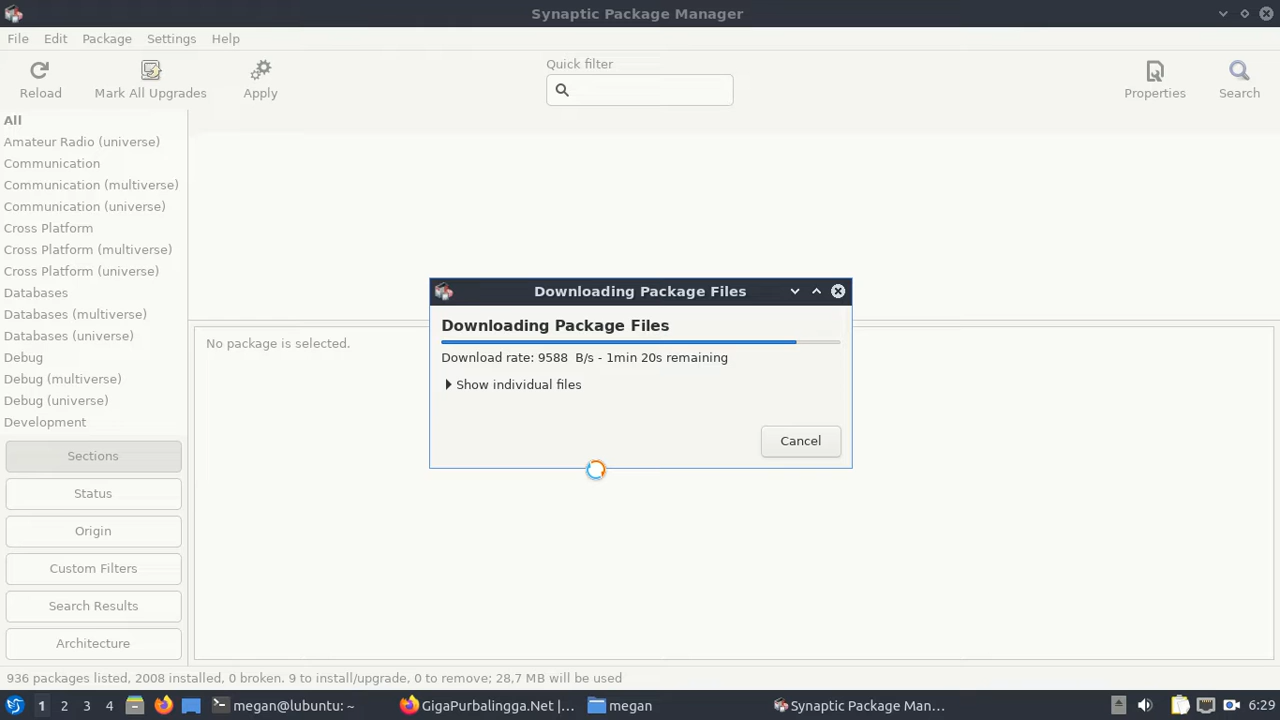 Synaptic Package Manager
File Edit Package Settings Help
Reload Mark All Upgrades Apply
Quick filter
Properties Search
All
Amateur Radio (universe)
Communication
Communication (multiverse)
Communication (universe)
Cross Platform
Cross Platform (multiverse)
Cross Platform (universe)
Databases
Databases (multiverse)
Databases (universe)
Debug
Debug (multiverse)
Debug (universe)
Development
Sections
Status
Origin
Custom Filters
Search Results
Architecture
No package is selected.
Downloading Package Files
Downloading Package Files
Download rate: 9588 B/s - 1min 20s remaining
Show individual files
Cancel
936 packages listed, 2008 installed, 0 broken. 9 to install/upgrade, 0 to remove; 28,7 MB will be used
1 2 3 4 megan@lubuntu: ~ GigaPurbalingga.Net |... megan Synaptic Package Man... 6:29